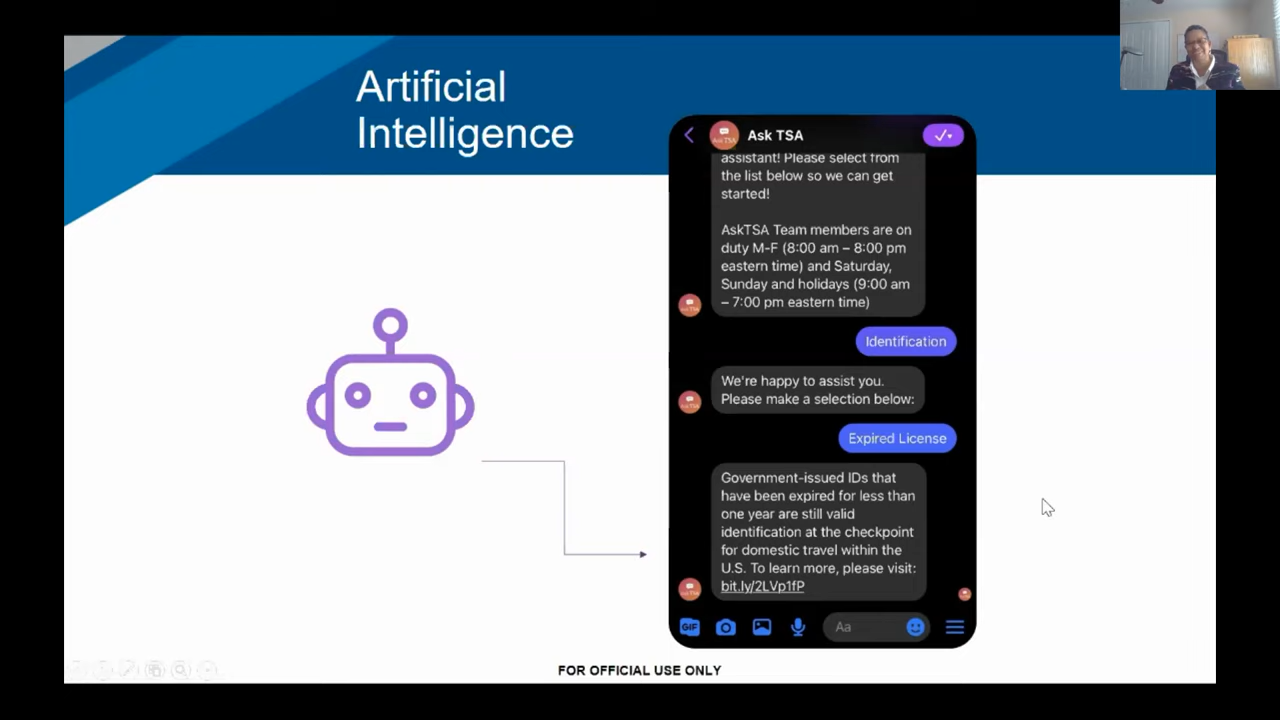 Artificial
Intelligence
Ask TSA
assistant! Please select from
the list below so we can get
started!
AskTSA Team members are on
duty M-F (8:00 am – 8:00 pm
eastern time) and Saturday,
Sunday and holidays (9:00 am
– 7:00 pm eastern time)
Identification
We're happy to assist you.
Please make a selection below:
Expired License
Government-issued IDs that
have been expired for less than
one year are still valid
identification at the checkpoint
for domestic travel within the
U.S. To learn more, please visit:
bit.ly/2LVp1fP
GIF
Aa
FOR OFFICIAL USE ONLY